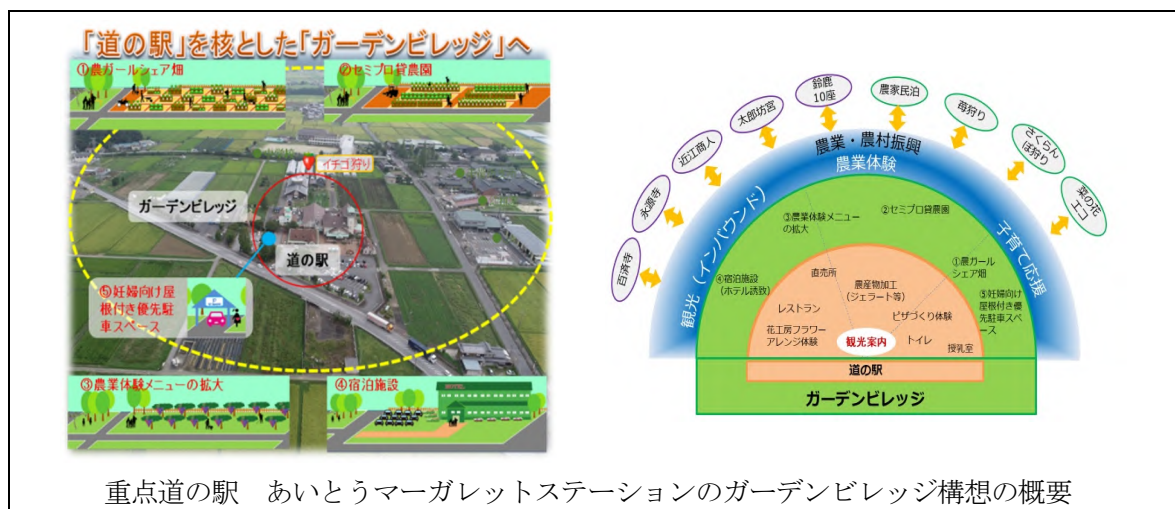 「道の駅」を核とした「ガーデンビレッジ」へ
①農ガールシェア畑
②セミプロ貸農園
イチゴ狩り
ガーデンビレッジ
道の駅
⑤妊婦向け屋
根付き優先駐
車スペース
③農業体験メニューの拡大
④宿泊施設
HOTEL
百済寺
永源寺
近江商人
太郎坊宮
鈴鹿
10座
農家民泊
苺狩り
さくらん
ぼ狩り
菜の花
エコ
農業・農村振興
農業体験
観光（インバウンド）
子育て応援
③農業体験メニュー
の拡大
②セミプロ貸農園
④宿泊施設
（ホテル誘致）
①農ガール
シェア畑
⑤妊婦向け
屋根付き優
先駐車スペ
ース
直売所
農産物加工
（ジェラート等）
レストラン
ピザづくり体験
花工房フラワー
アレンジ体験
観光案内
トイレ
授乳室
道の駅
ガーデンビレッジ
重点道の駅　あいとうマーガレットステーションのガーデンビレッジ構想の概要